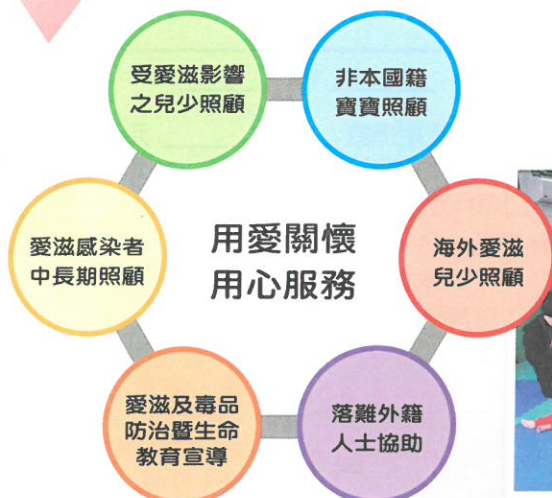 受愛滋影響
之兒少照顧
非本國籍
寶寶照顧
愛滋感染者
中長期照顧
用愛關懷
用心服務
海外愛滋
兒少照顧
愛滋及毒品
防治暨生命
教育宣導
落難外籍
人士協助